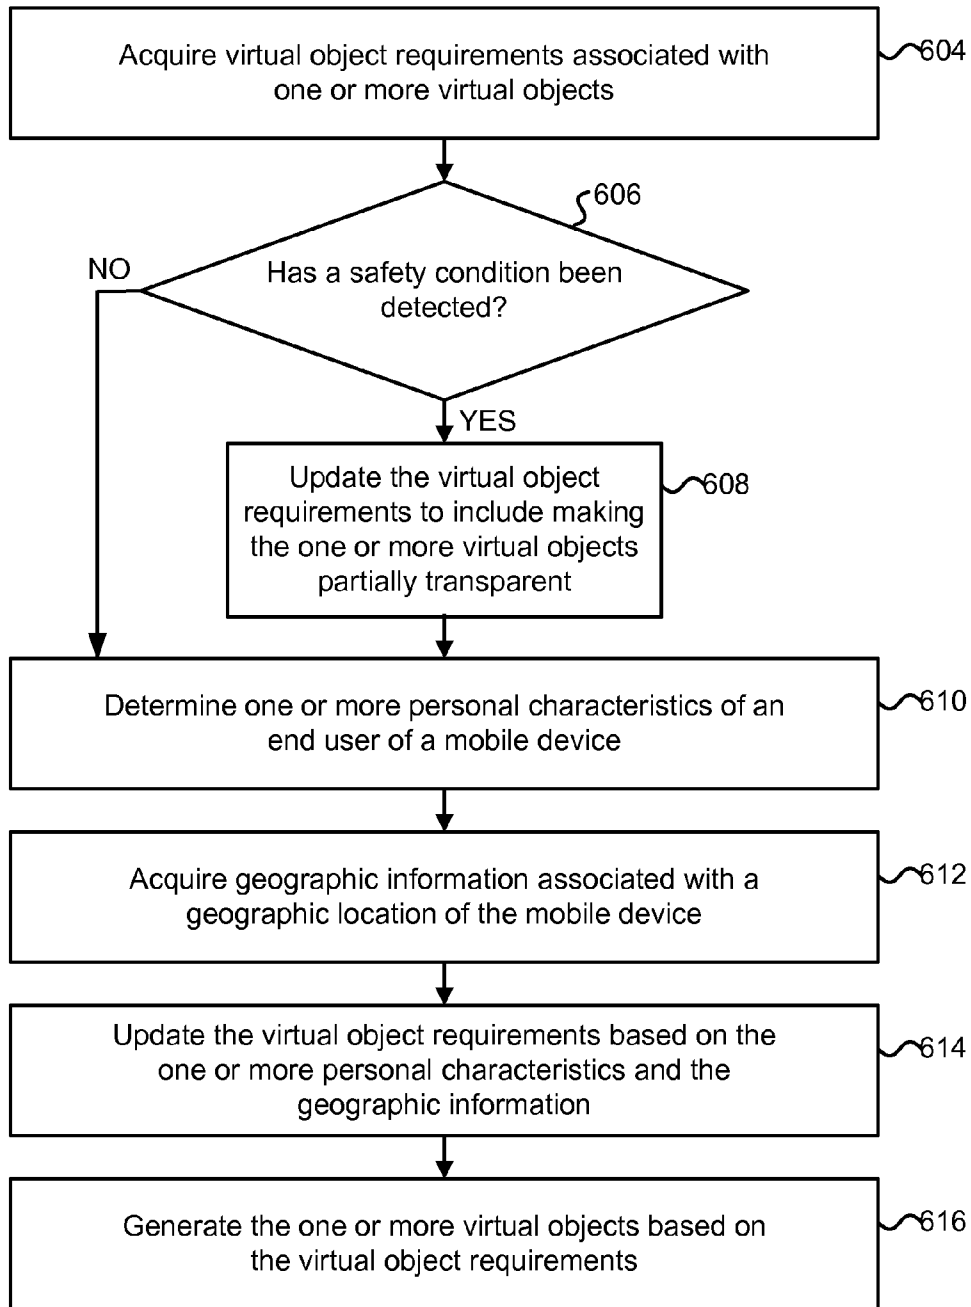 Acquire virtual object requirements associated with
one or more virtual objects
604
606
Has a safety condition been
detected?
NO
YES
Update the virtual object
requirements to include making
the one or more virtual objects
partially transparent
608
Determine one or more personal characteristics of an
end user of a mobile device
610
Acquire geographic information associated with a
geographic location of the mobile device
612
Update the virtual object requirements based on the
one or more personal characteristics and the
geographic information
614
Generate the one or more virtual objects based on
the virtual object requirements
616